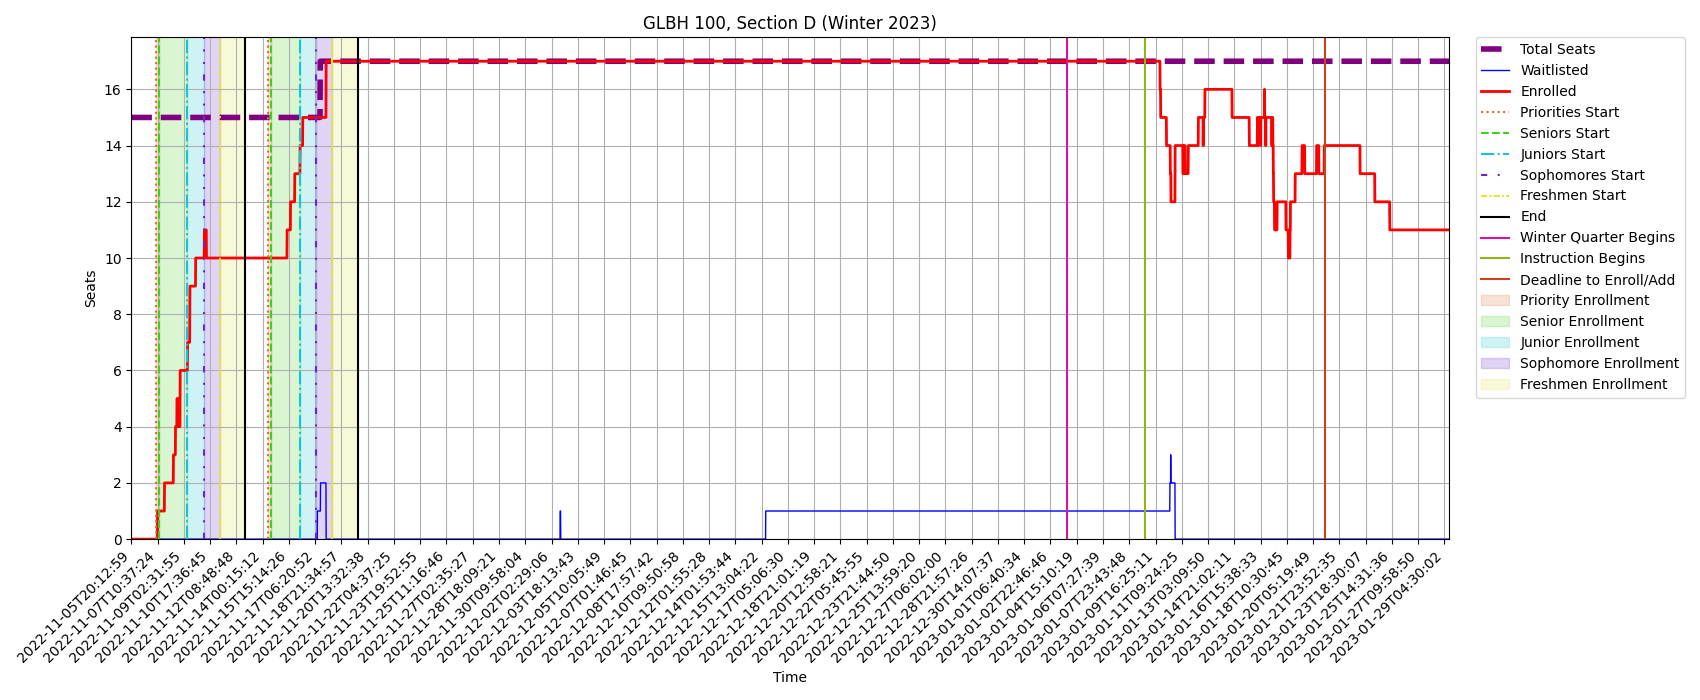 GLBH 100, Section D (Winter 2023)
Seats
16
14
12
10
8
6
4
2
0
2022-11-05T20:12:59
2022-11-07T10:37:24
2022-11-09T02:31:55
2022-11-10T17:36:45
2022-11-12T08:48:48
2022-11-14T00:15:12
2022-11-15T15:14:20
2022-11-17T06:20:52
2022-11-18T21:34:57
2022-11-20T13:32:38
2022-11-22T04:37:25
2022-11-23T19:52:55
2022-11-25T11:16:46
2022-11-27T02:35:27
2022-11-28T18:09:21
2022-11-30T09:58:04
2022-12-02T02:29:06
2022-12-03T18:13:43
2022-12-05T10:05:49
2022-12-07T01:46:45
2022-12-08T17:57:42
2022-12-10T09:50:58
2022-12-12T01:55:28
2022-12-13T04:22
2022-12-17T05:06:30
2022-12-18T21:01:19
2022-12-20T12:58:21
2022-12-22T05:45:55
2022-12-23T21:44:50
2022-12-25T13:59:20
2022-12-27T06:02:00
2022-12-28T21:57:26
2022-12-30T14:07:37
2023-01-01T06:40:34
2023-01-02T22:46:46
2023-01-04T15:10:19
2023-01-06T07:27:39
2023-01-07T23:43:48
2023-01-09T16:25:11
2023-01-11T09:24:25
2023-01-13T03:09:50
2023-01-14T21:02:11
2023-01-16T15:38:33
2023-01-18T10:30:45
2023-01-20T05:19:49
2023-01-21T23:52:35
2023-01-23T18:30:07
2023-01-25T14:31:36
2023-01-27T09:58:50
2023-01-29T04:30:02
Time
Total Seats
Waitlisted
Enrolled
Priorities Start
Seniors Start
Juniors Start
Sophomores Start
Freshmen Start
End
Winter Quarter Begins
Instruction Begins
Deadline to Enroll/Add
Priority Enrollment
Senior Enrollment
Junior Enrollment
Sophomore Enrollment
Freshmen Enrollment